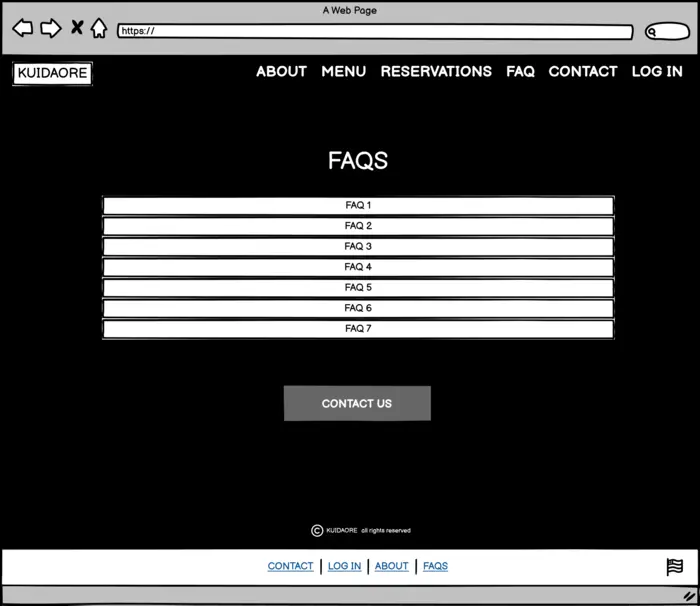 A Web Page
https://
KUIDAORE
ABOUT MENU RESERVATIONS FAQ CONTACT LOG IN
FAQS
FAQ 1
FAQ 2
FAQ 3
FAQ 4
FAQ 5
FAQ 6
FAQ 7
CONTACT US
© KUIDAORE all rights reserved
CONTACT | LOG IN | ABOUT | FAQS